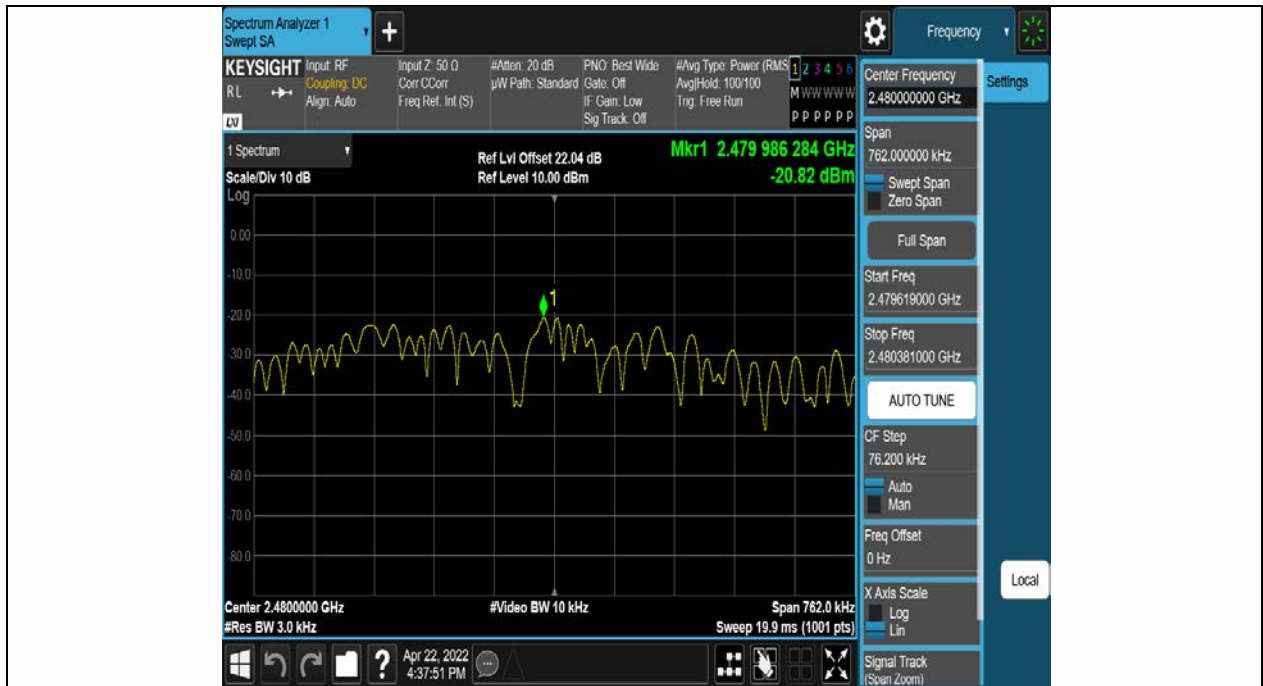 Spectrum Analyzer 1
Swept SA
+
Frequency
KEYSIGHT
RL
LXI
Input: RF
Coupling: DC
Align: Auto
Input Z: 50 Ω
Corr CCorr
Freq Ref: Int (S)
#Atten: 20 dB
µW Path: Standard
PNO: Best Wide
Gate: Off
IF Gain: Low
Sig Track: Off
#Avg Type: Power (RMS
Avg|Hold: 100/100
Trig: Free Run
1 2 3 4 5 6
M W W W W W
P P P P P P
1 Spectrum
Scale/Div 10 dB
Log
Ref Lvl Offset 22.04 dB
Ref Level 10.00 dBm
Mkr1 2.479 986 284 GHz
-20.82 dBm
0.00
-10.0
-20.0
-30.0
-40.0
-50.0
-60.0
-70.0
-80.0
1
Center 2.4800000 GHz
#Res BW 3.0 kHz
#Video BW 10 kHz
Span 762.0 kHz
Sweep 19.9 ms (1001 pts)
Center Frequency
2.480000000 GHz
Settings
Span
762.000000 kHz
Swept Span
Zero Span
Full Span
Start Freq
2.479619000 GHz
Stop Freq
2.480381000 GHz
AUTO TUNE
CF Step
76.200 kHz
Auto
Man
Freq Offset
0 Hz
X Axis Scale
Log
Lin
Local
Signal Track
(Span Zoom)
?
Apr 22, 2022
4:37:51 PM